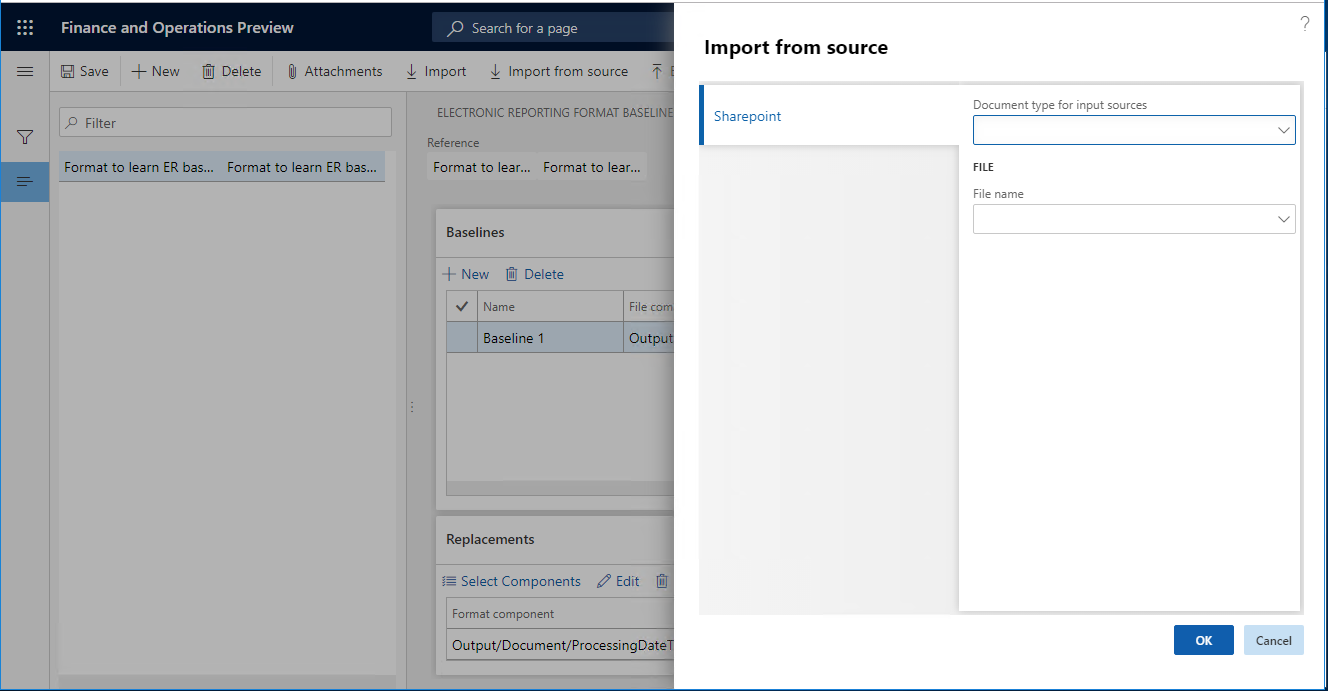 Finance and Operations Preview
Search for a page
?
Save
New
Delete
Attachments
Import
Import from source
Filter
Format to learn ER bas... Format to learn ER bas...
ELECTRONIC REPORTING FORMAT BASELINE
Reference
Format to lear... Format to lear...
Baselines
New
Delete
Name
File com
Baseline 1
Output
Replacements
Select Components
Edit
Format component
Output/Document/ProcessingDateT
Import from source
Sharepoint
Document type for input sources
FILE
File name
OK
Cancel